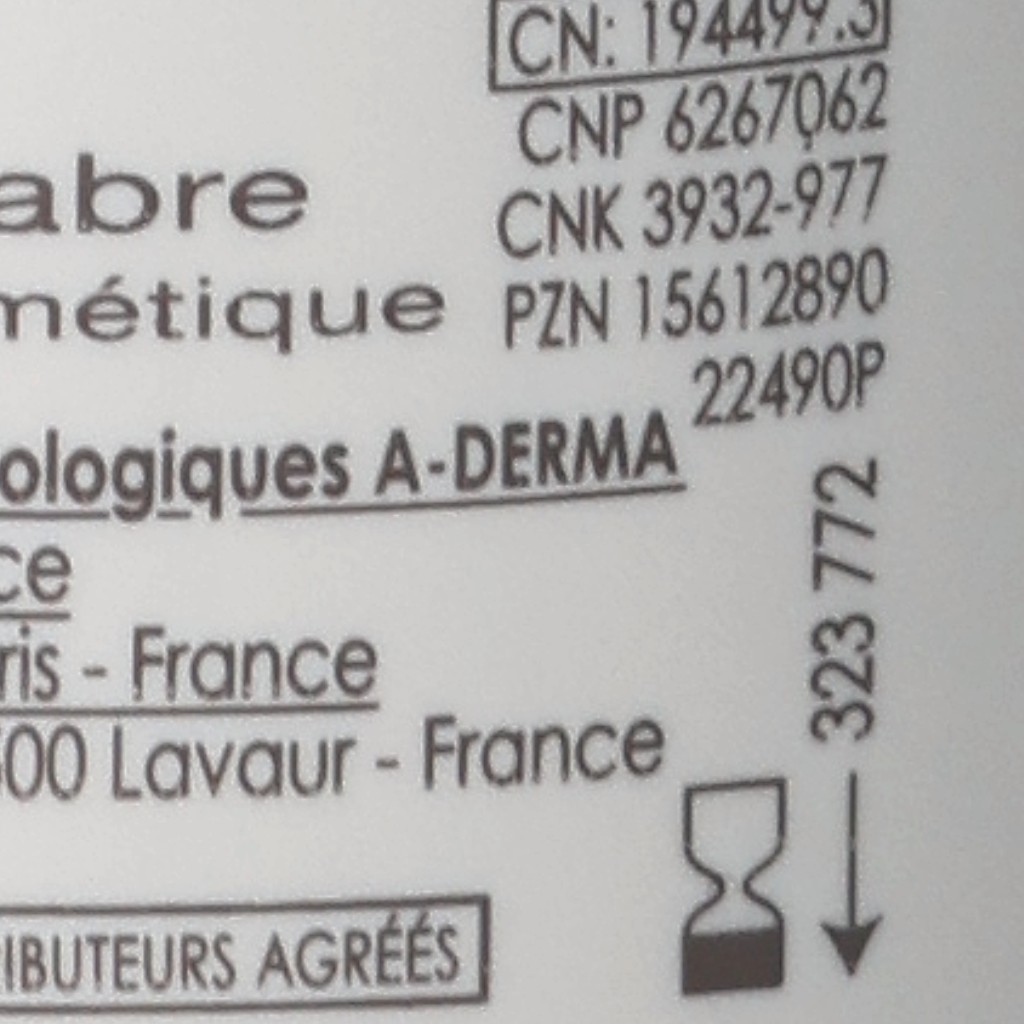 CN: 194499.3
CNP 6267062
CNK 3932-977
PZN 15612890
22490P
abre
métique
ologiques A-DERMA
ce
ris - France
00 Lavaur - France
323 772
IBUTEURS AGRÉÉS